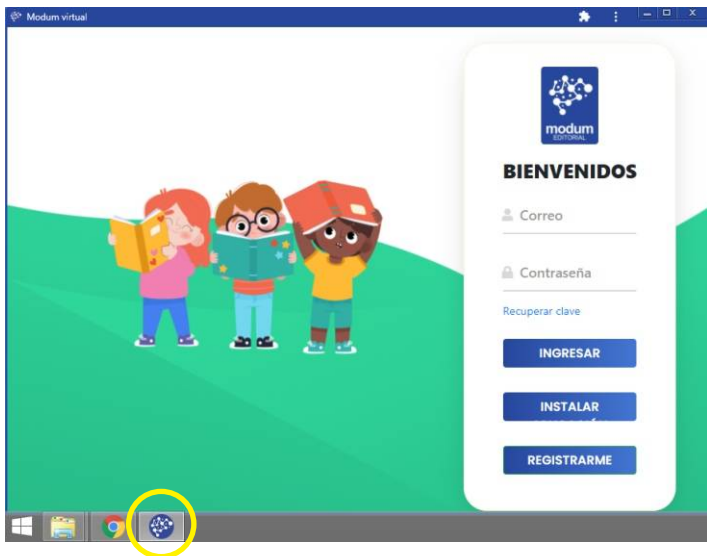 Modum virtual
modum
EDITORIAL
BIENVENIDOS
Correo
Contraseña
Recuperar clave
INGRESAR
INSTALAR
REGISTRARME